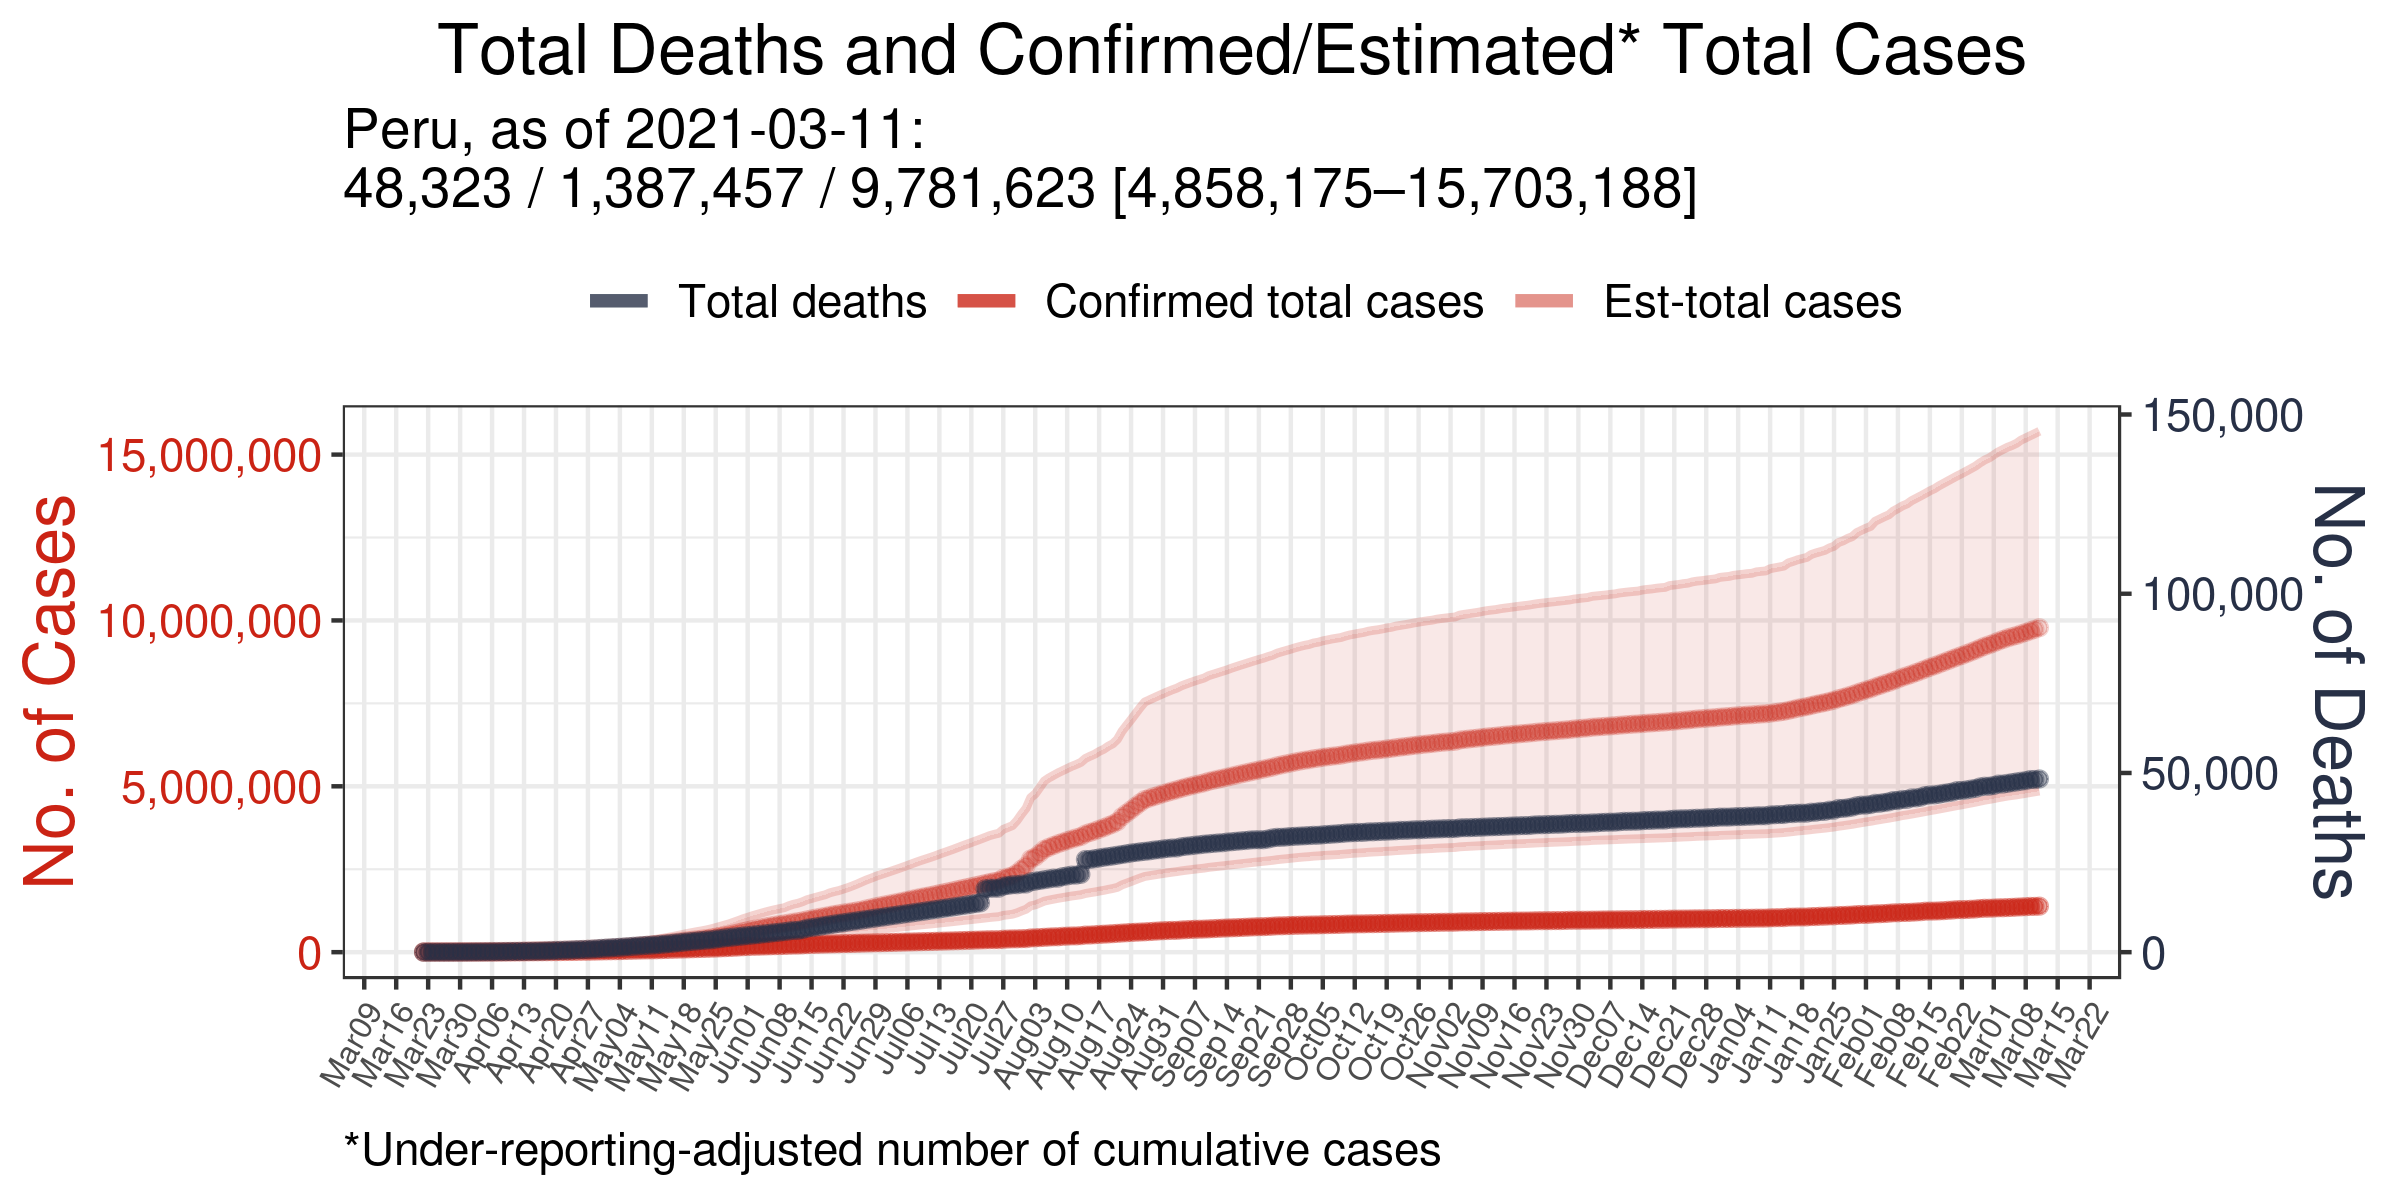 Total Deaths and Confirmed/Estimated* Total Cases
Peru, as of 2021-03-11:
48,323 / 1,387,457 / 9,781,623 [4,858,175–15,703,188]
Total deaths
Confirmed total cases
Est-total cases
No. of Cases
15,000,000
10,000,000
5,000,000
0
150,000
100,000
50,000
0
No. of Deaths
Mar09
Mar16
Mar23
Mar30
Apr06
Apr13
Apr20
Apr27
May04
May11
May18
May25
Jun01
Jun08
Jun15
Jun22
Jun29
Jul06
Jul13
Jul20
Jul27
Aug03
Aug10
Aug17
Aug24
Aug31
Sep07
Sep14
Sep21
Sep28
Oct05
Oct12
Oct19
Oct26
Nov02
Nov09
Nov16
Nov23
Nov30
Dec07
Dec14
Dec21
Dec28
Jan04
Jan11
Jan18
Jan25
Feb01
Feb08
Feb15
Feb22
Mar01
Mar08
Mar15
Mar22
*Under-reporting-adjusted number of cumulative cases